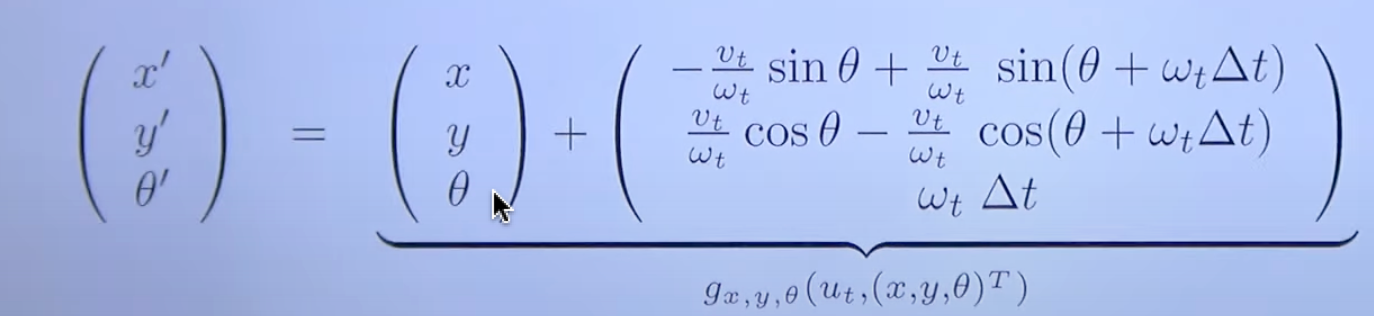 $$\begin{pmatrix} x' \\ y' \\ \theta' \end{pmatrix} = \underbrace{\begin{pmatrix} x \\ y \\ \theta \end{pmatrix} + \begin{pmatrix} -\frac{v_t}{\omega_t} \sin\theta + \frac{v_t}{\omega_t} \sin(\theta + \omega_t \Delta t) \\ \frac{v_t}{\omega_t} \cos\theta - \frac{v_t}{\omega_t} \cos(\theta + \omega_t \Delta t) \\ \omega_t \Delta t \end{pmatrix}}_{g_{x,y,\theta}(u_t,(x,y,\theta)^T)}$$